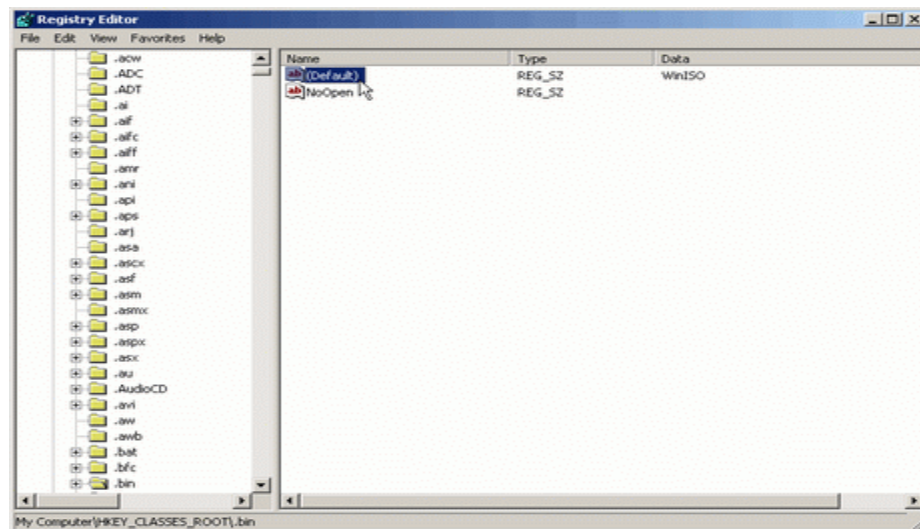 Registry Editor
File Edit View Favorites Help
.acw
.ADC
.ADT
.ai
.aif
.aifc
.aiff
.amr
.ani
.api
.aps
.arj
.asa
.ascx
.asf
.asm
.asmx
.asp
.aspx
.asx
.au
.AudioCD
.avi
.aw
.awb
.bat
.bfc
.bin
Name Type Data
ab (Default) REG_SZ WinISO
ab NoOpen REG_SZ
My Computer\HKEY_CLASSES_ROOT\.bin